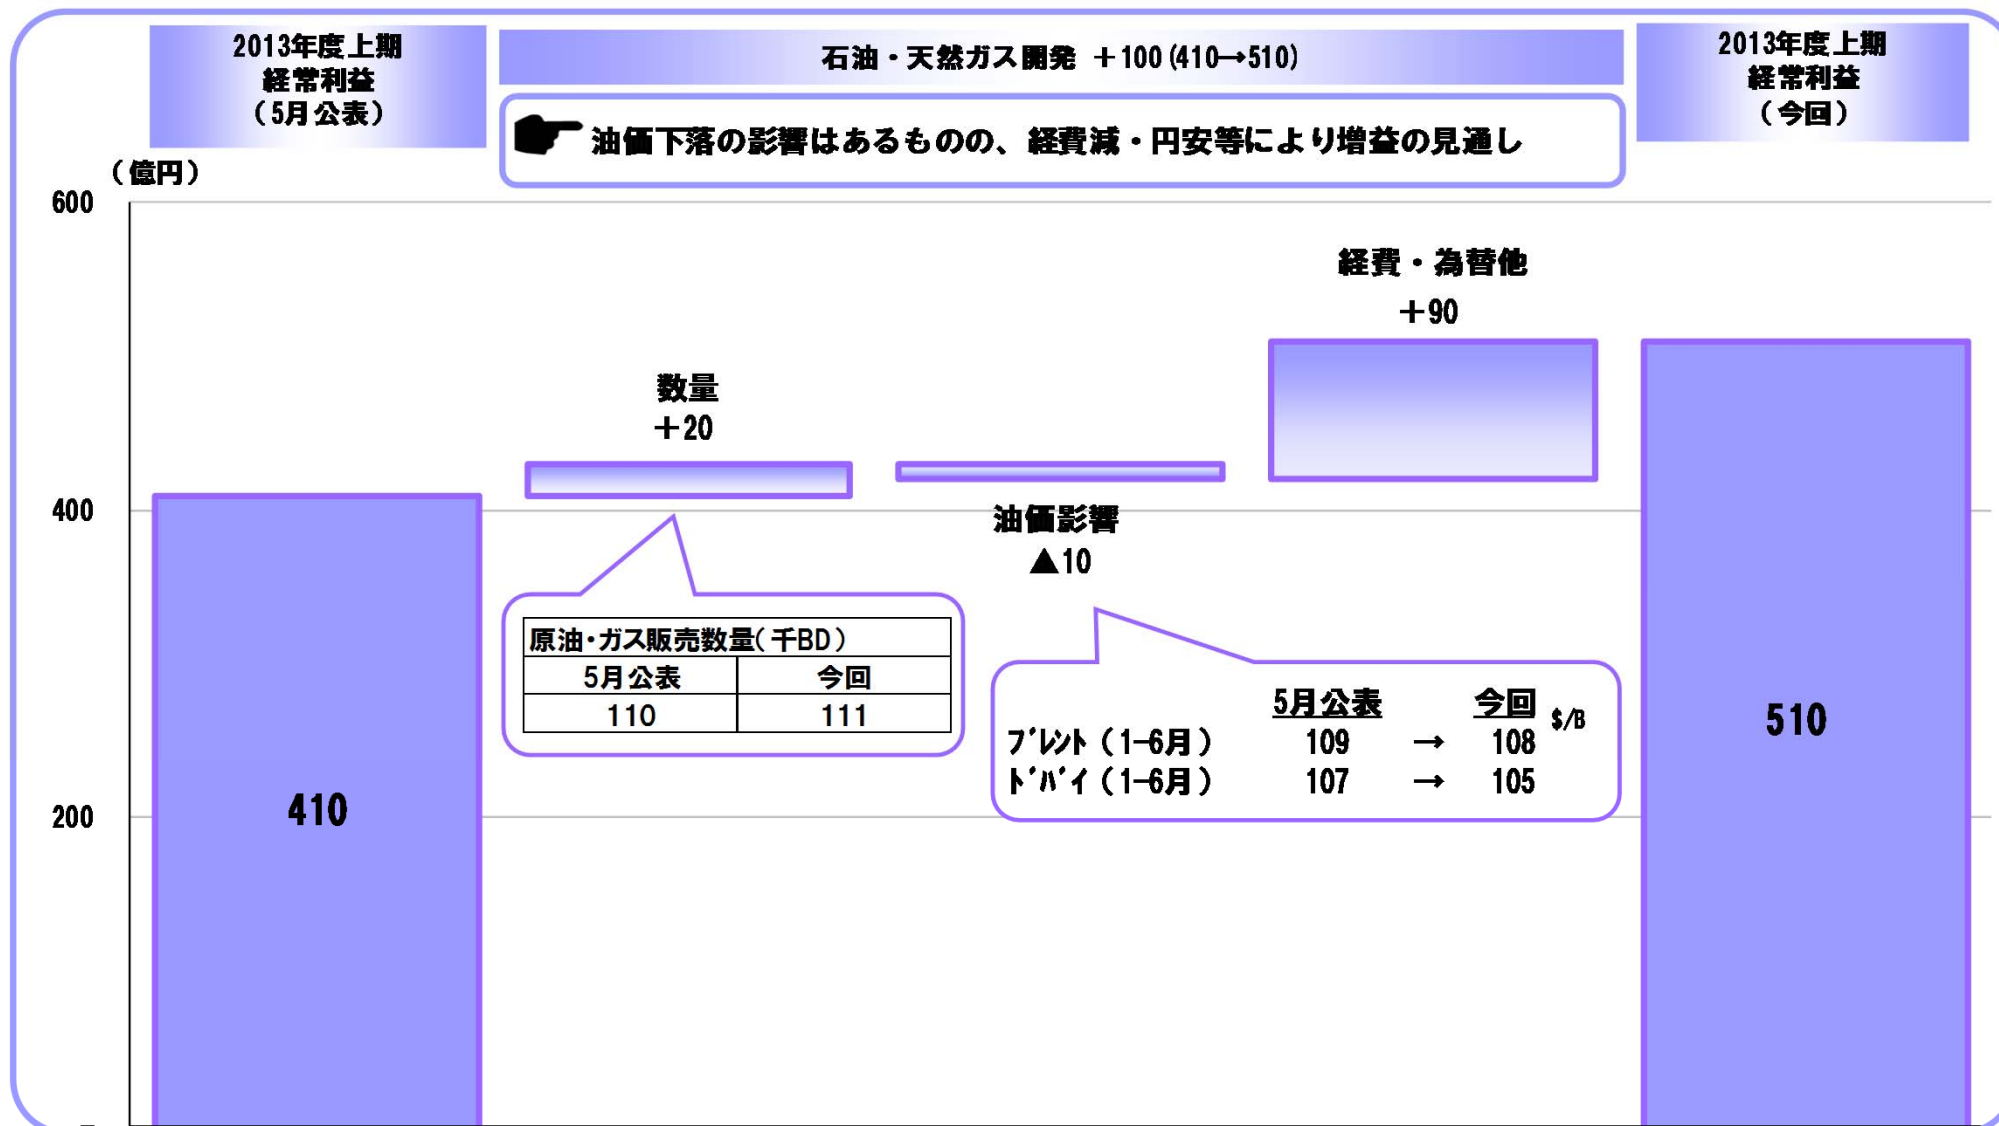 2013年度上期
経常利益
（5月公表）
石油・天然ガス開発 ＋100 (410→510)
2013年度上期
経常利益
（今回）
油価下落の影響はあるものの、経費減・円安等により増益の見通し
（億円）
600
400
200
経費・為替他
＋90
数量
＋20
油価影響
▲10
410
510
原油・ガス販売数量（千BD）
5月公表 今回
110 111
5月公表 今回 $/B
ﾌﾞﾚﾝﾄ（1-6月） 109 → 108
ﾄﾞﾊﾞｲ（1-6月） 107 → 105